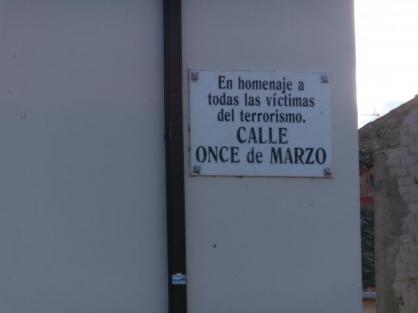 En homenaje a
todas las víctimas
del terrorismo.
CALLE
ONCE de MARZO